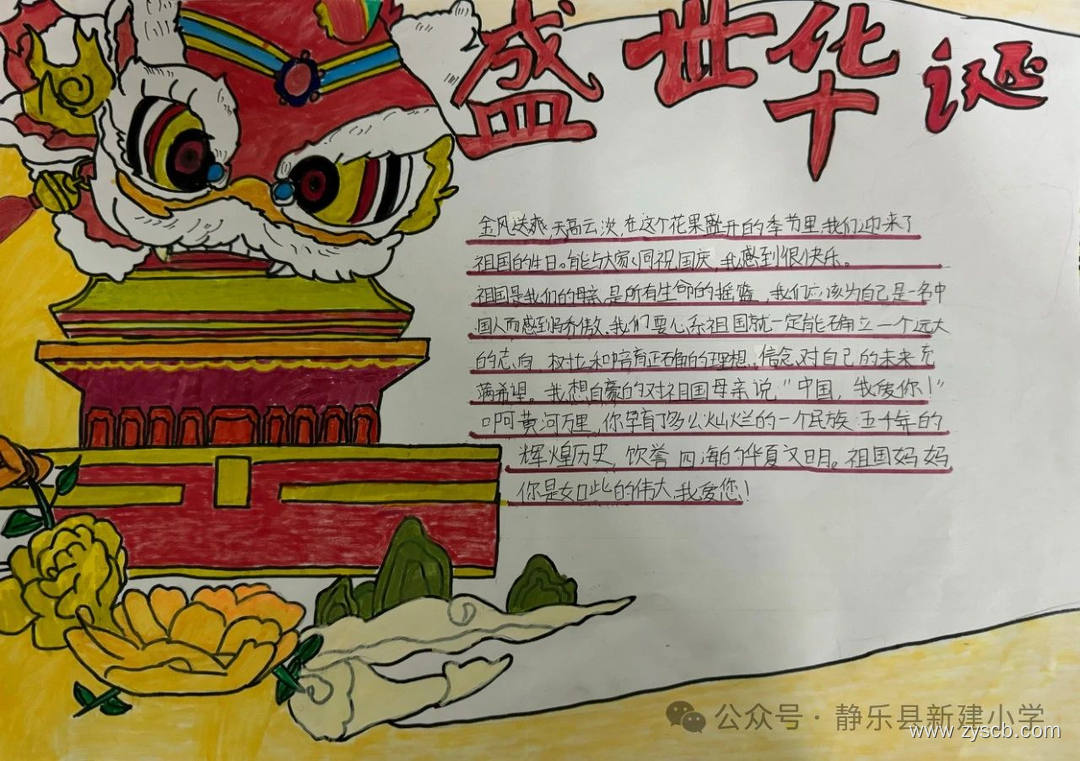 盛世华诞
金风送爽 天高云淡 在这个花果盛开的季节里 我们迎来了
祖国的生日。能与大家心同祝国庆,我感到很快乐。
祖国是我们的母亲,是所有生命的摇篮,我们应该为自己是一名中
国人而感到骄傲,我们要心系祖国就一定能确立一个远大
的志向 树立和培育正确的理想、信念,对自己的未来充
满希望。我想自豪的对祖国母亲说"中国,我爱你!"
啊黄河万里,你孕育了多么灿烂的一个民族 五千年的
辉煌历史,饮誉四海的华夏文明。祖国妈妈
你是如此的伟大,我爱您!
公众号·静乐县新建小学
www.zyscb.com